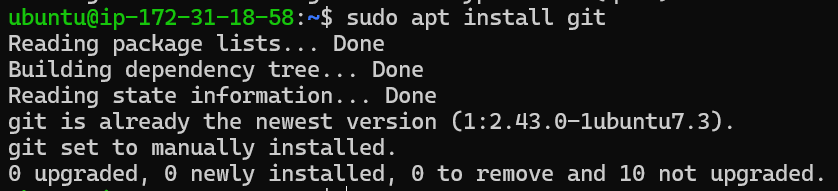 ubuntu@ip-172-31-18-58:~$ sudo apt install git
Reading package lists... Done
Building dependency tree... Done
Reading state information... Done
git is already the newest version (1:2.43.0-1ubuntu7.3).
git set to manually installed.
0 upgraded, 0 newly installed, 0 to remove and 10 not upgraded.